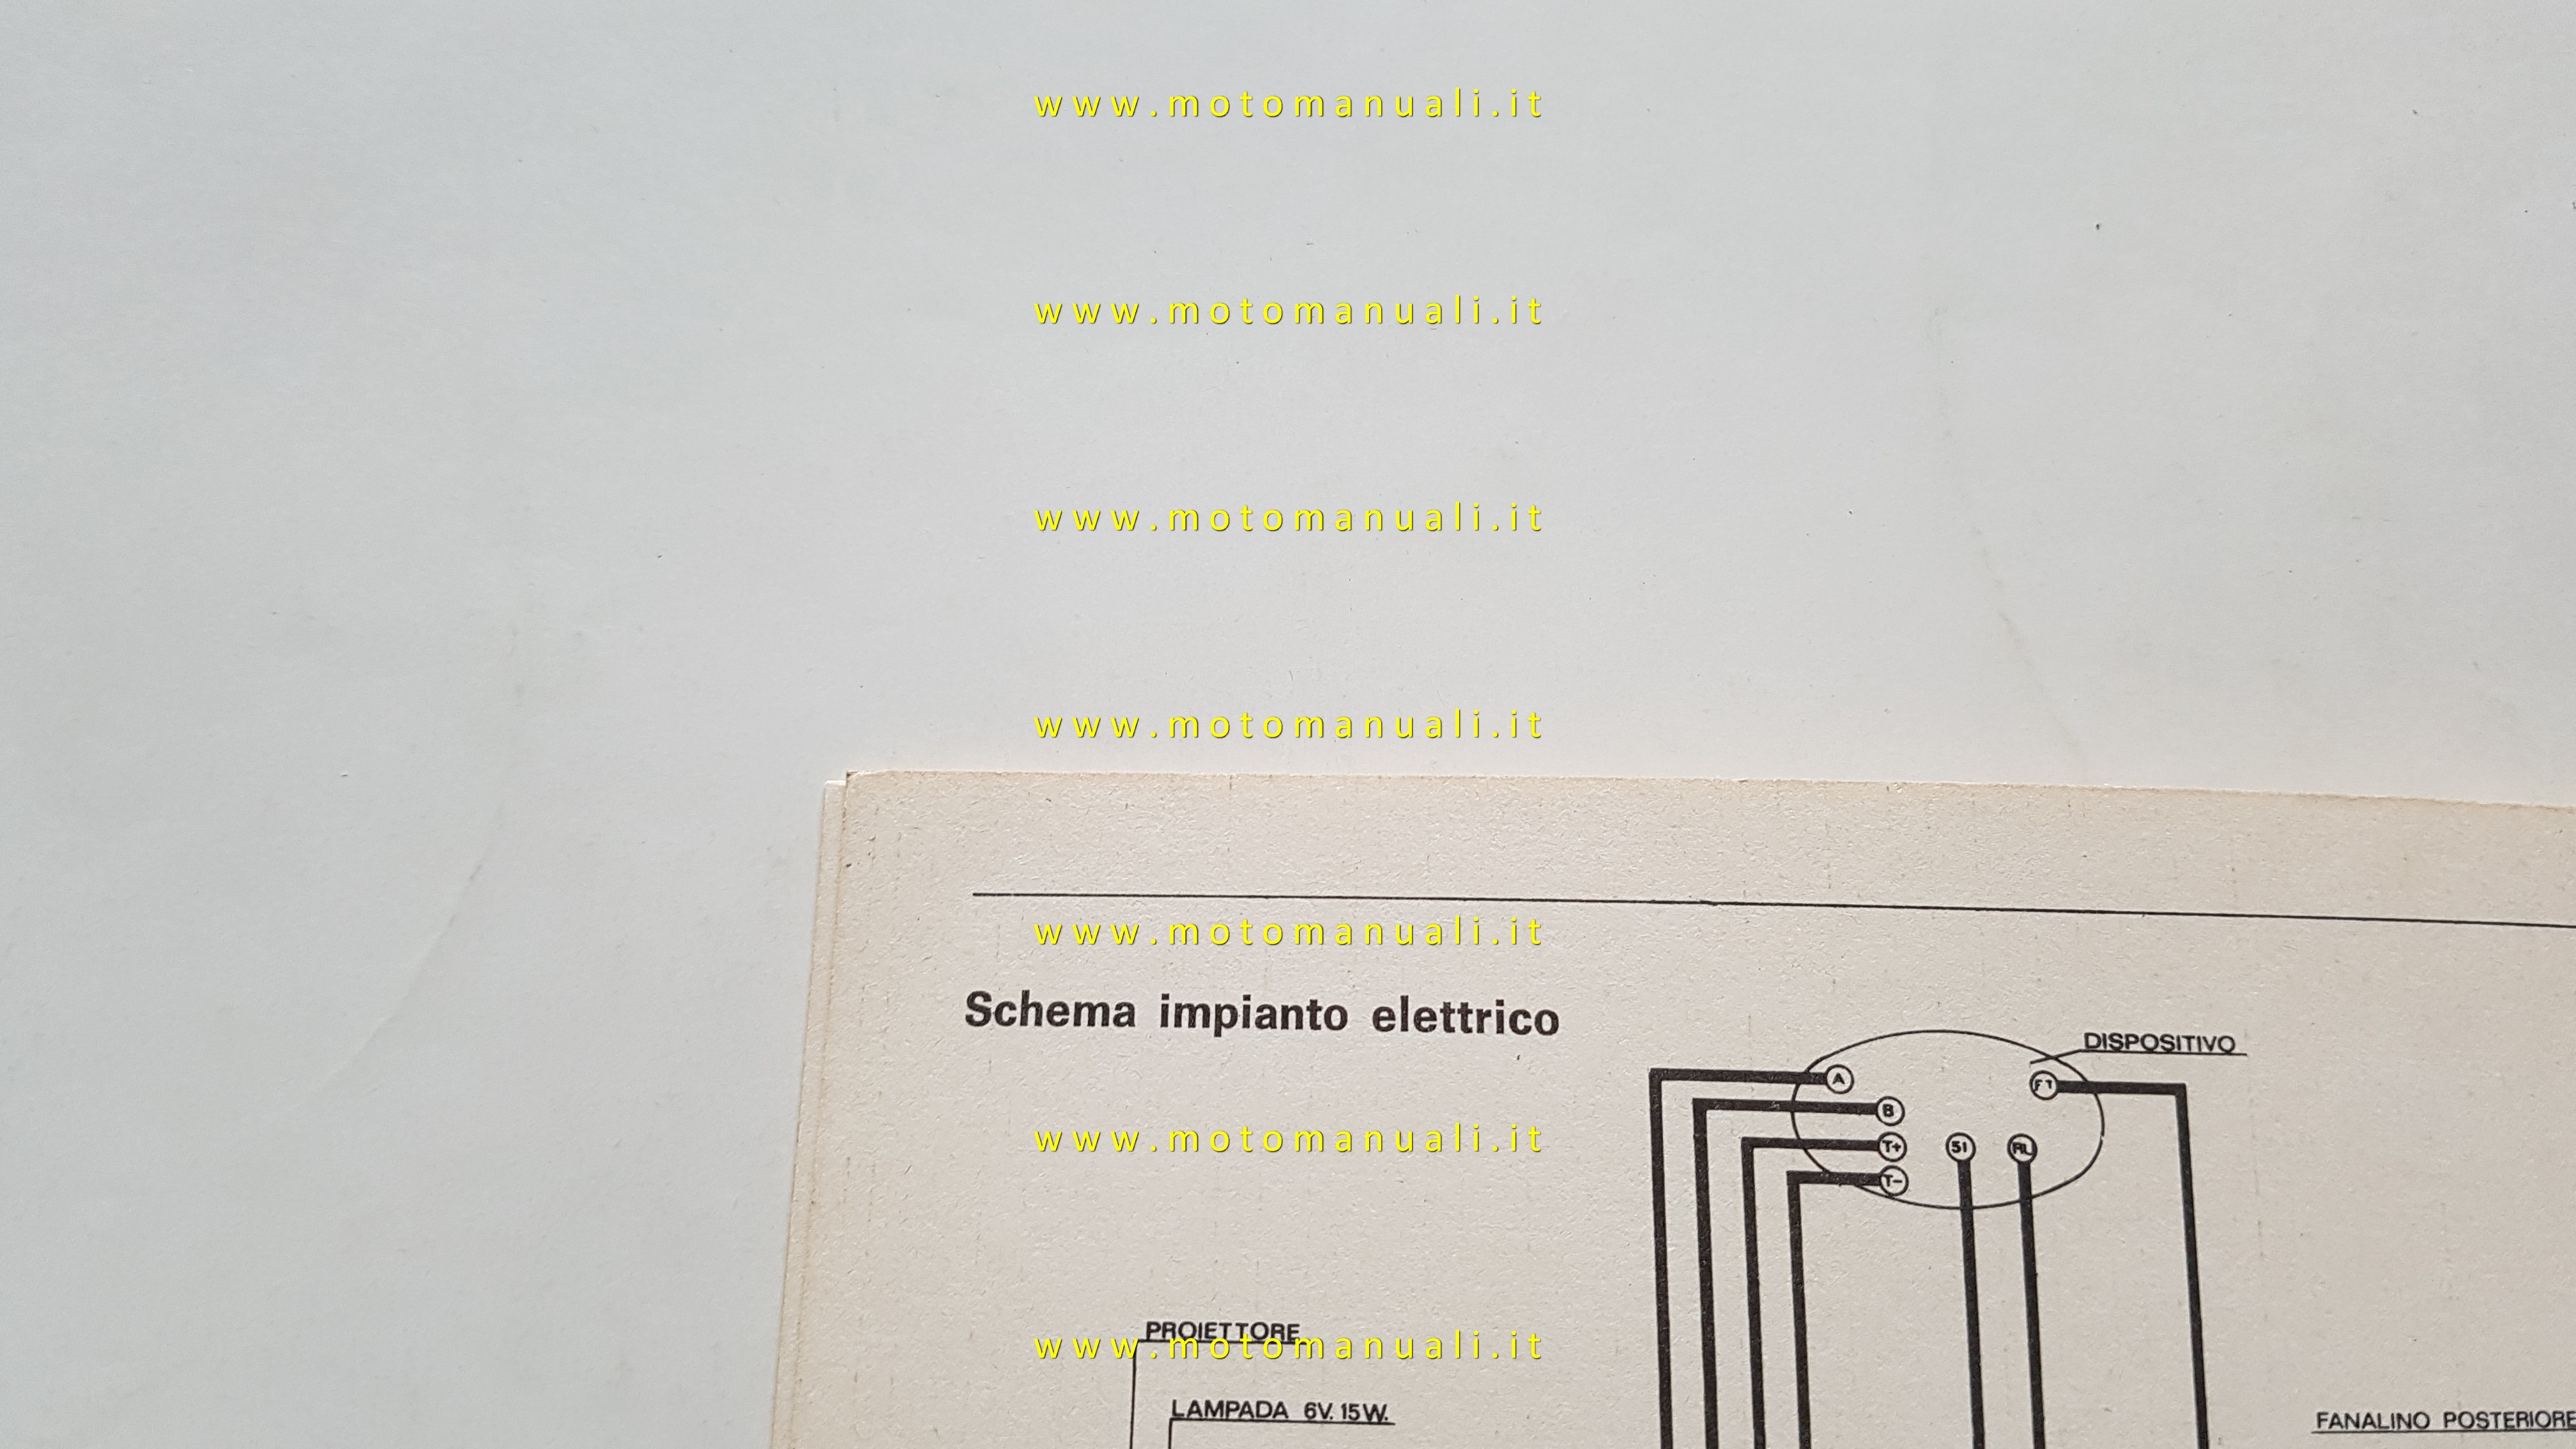 www.motomanuali.it
www.motomanuali.it
www.motomanuali.it
www.motomanuali.it
www.motomanuali.it
Schema impianto elettrico
DISPOSITIVO
A
B
T+
T-
51
RL
www.motomanuali.it
PROIETTORE
www.motomanuali.it
LAMPADA 6V. 15W.
FANALINO POSTERIORE